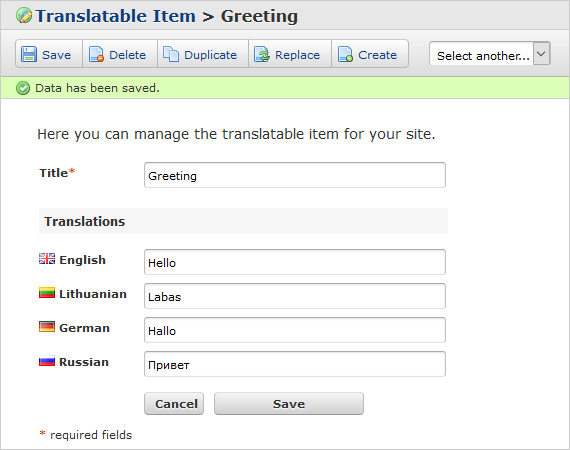 Translatable Item > Greeting
Save Delete Duplicate Replace Create Select another...
Data has been saved.
Here you can manage the translatable item for your site.
Title* Greeting
Translations
English Hello
Lithuanian Labas
German Hallo
Russian Привет
Cancel Save
* required fields